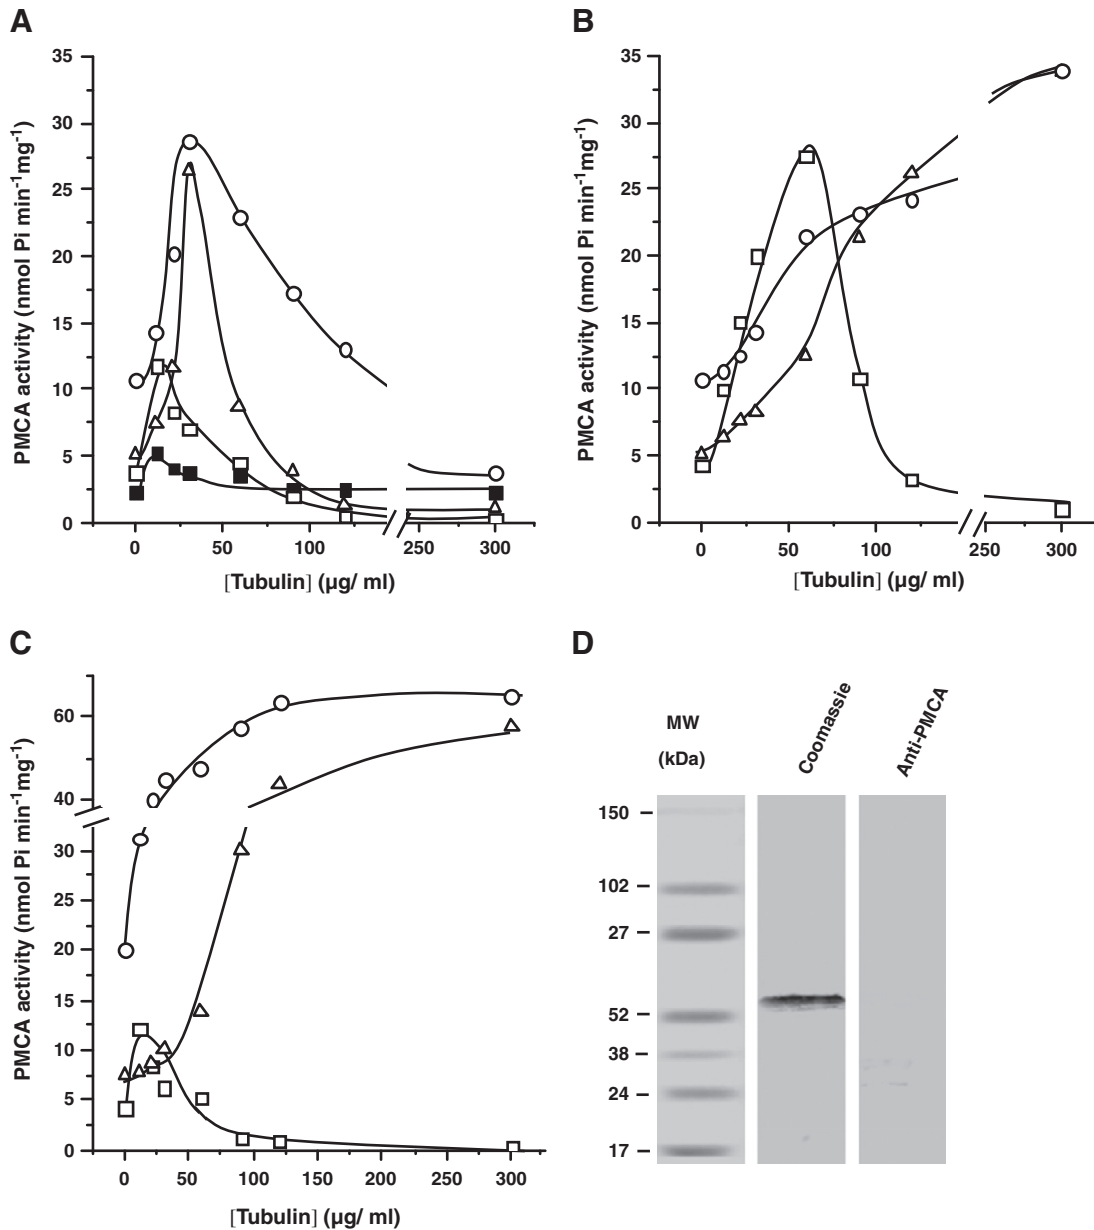 A
PMCA activity (nmol Pi min-1mg-1)
35
30
25
20
15
10
5
0
0 50 100 250 300
[Tubulin] (μg/ ml)
B
PMCA activity (nmol Pi min-1mg-1)
35
30
25
20
15
10
5
0
0 50 100 250 300
[Tubulin] (μg/ ml)
C
PMCA activity (nmol Pi min-1mg-1)
60
40
30
25
20
15
10
5
0
0 50 100 150 200 250 300
[Tubulin] (μg/ ml)
D
MW
(kDa)
Coomassie
Anti-PMCA
150
102
27
52
38
24
17